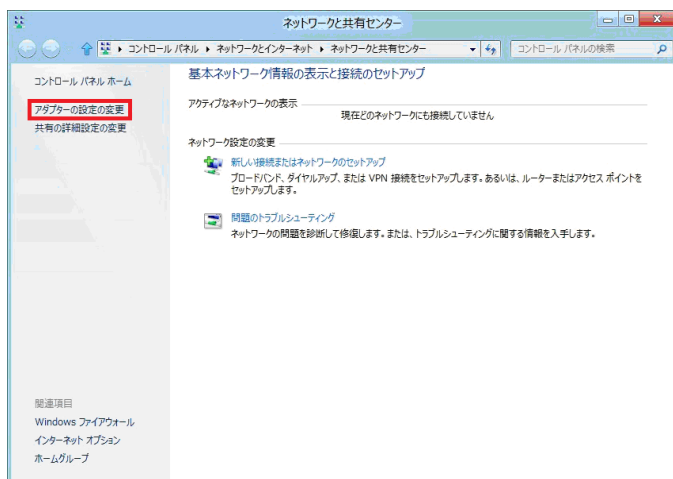 ネットワークと共有センター
コントロール パネル ▸ ネットワークとインターネット ▸ ネットワークと共有センター
コントロール パネルの検索
コントロール パネル ホーム
アダプターの設定の変更
共有の詳細設定の変更
基本ネットワーク情報の表示と接続のセットアップ
アクティブなネットワークの表示
現在どのネットワークにも接続していません
ネットワーク設定の変更
新しい接続またはネットワークのセットアップ
ブロードバンド、ダイヤルアップ、または VPN 接続をセットアップします。あるいは、ルーターまたはアクセス ポイントを
セットアップします。
問題のトラブルシューティング
ネットワークの問題を診断して修復します。または、トラブルシューティングに関する情報を入手します。
関連項目
Windows ファイアウォール
インターネット オプション
ホームグループ